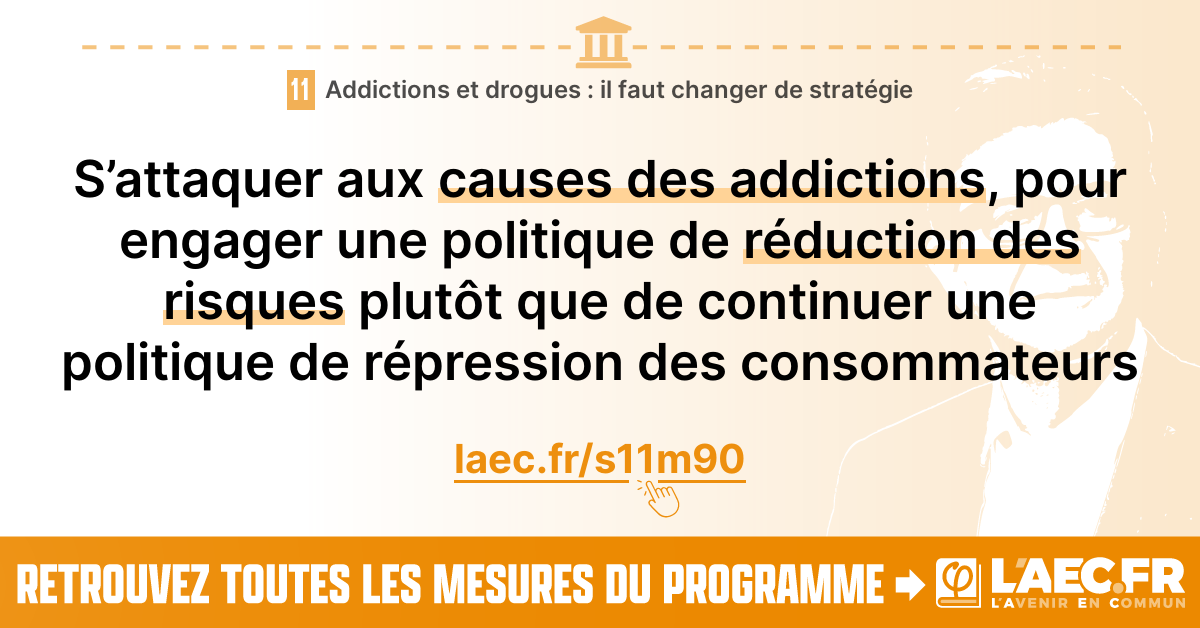 11 Addictions et drogues : il faut changer de stratégie
S’attaquer aux causes des addictions, pour
engager une politique de réduction des
risques plutôt que de continuer une
politique de répression des consommateurs
laec.fr/s11m90
RETROUVEZ TOUTES LES MESURES DU PROGRAMME
φ L'AEC.FR
L'AVENIR EN COMMUN